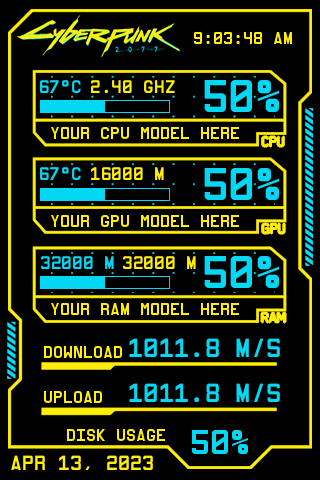 Cyberpunk
2077
9:03:48 AM
67°C 2.40 GHZ
50%
YOUR CPU MODEL HERE
CPU
67°C 16000 M
50%
YOUR GPU MODEL HERE
GPU
32000 M 32000 M
50%
YOUR RAM MODEL HERE
RAM
DOWNLOAD 1011.8 M/S
UPLOAD 1011.8 M/S
DISK USAGE 50%
APR 13, 2023